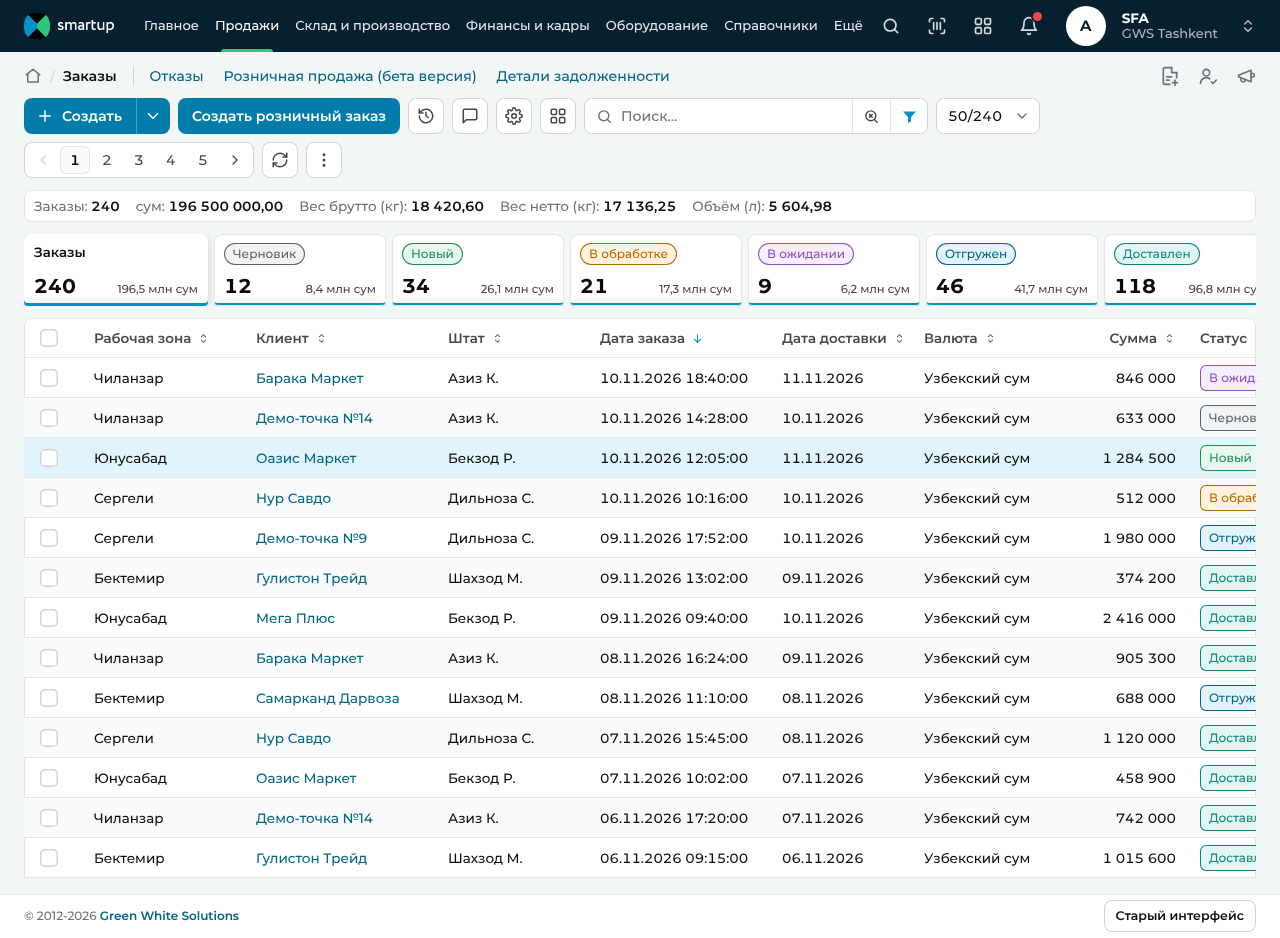 smartup Главное Продажи Склад и производство Финансы и кадры Оборудование Справочники Ещё A SFA
GWS Tashkent
/ Заказы Отказы Розничная продажа (бета версия) Детали задолженности
Создать Создать розничный заказ Поиск... 50/240
1 2 3 4 5
Заказы: 240 сум: 196 500 000,00 Вес брутто (кг): 18 420,60 Вес нетто (кг): 17 136,25 Объём (л): 5 604,98
Заказы Черновик Новый В обработке В ожидании Отгружен Доставлен
240 196,5 млн сум 12 8,4 млн сум 34 26,1 млн сум 21 17,3 млн сум 9 6,2 млн сум 46 41,7 млн сум 118 96,8 млн су
Рабочая зона Клиент Штат Дата заказа Дата доставки Валюта Сумма Статус
Чиланзар Барака Маркет Азиз К. 10.11.2026 18:40:00 11.11.2026 Узбекский сум 846 000 В ожид
Чиланзар Демо-точка №14 Азиз К. 10.11.2026 14:28:00 10.11.2026 Узбекский сум 633 000 Чернов
Юнусабад Оазис Маркет Бекзод Р. 10.11.2026 12:05:00 11.11.2026 Узбекский сум 1 284 500 Новый
Сергели Нур Савдо Дильноза С. 10.11.2026 10:16:00 10.11.2026 Узбекский сум 512 000 В обраб
Сергели Демо-точка №9 Дильноза С. 09.11.2026 17:52:00 10.11.2026 Узбекский сум 1 980 000 Отгруж
Бектемир Гулистон Трейд Шахзод М. 09.11.2026 13:02:00 09.11.2026 Узбекский сум 374 200 Доставл
Юнусабад Мега Плюс Бекзод Р. 09.11.2026 09:40:00 10.11.2026 Узбекский сум 2 416 000 Доставл
Чиланзар Барака Маркет Азиз К. 08.11.2026 16:24:00 09.11.2026 Узбекский сум 905 300 Доставл
Бектемир Самарканд Дарвоза Шахзод М. 08.11.2026 11:10:00 08.11.2026 Узбекский сум 688 000 Отгруж
Сергели Нур Савдо Дильноза С. 07.11.2026 15:45:00 08.11.2026 Узбекский сум 1 120 000 Доставл
Юнусабад Оазис Маркет Бекзод Р. 07.11.2026 10:02:00 07.11.2026 Узбекский сум 458 900 Доставл
Чиланзар Демо-точка №14 Азиз К. 06.11.2026 17:20:00 07.11.2026 Узбекский сум 742 000 Доставл
Бектемир Гулистон Трейд Шахзод М. 06.11.2026 09:15:00 06.11.2026 Узбекский сум 1 015 600 Доставл
© 2012-2026 Green White Solutions Старый интерфейс